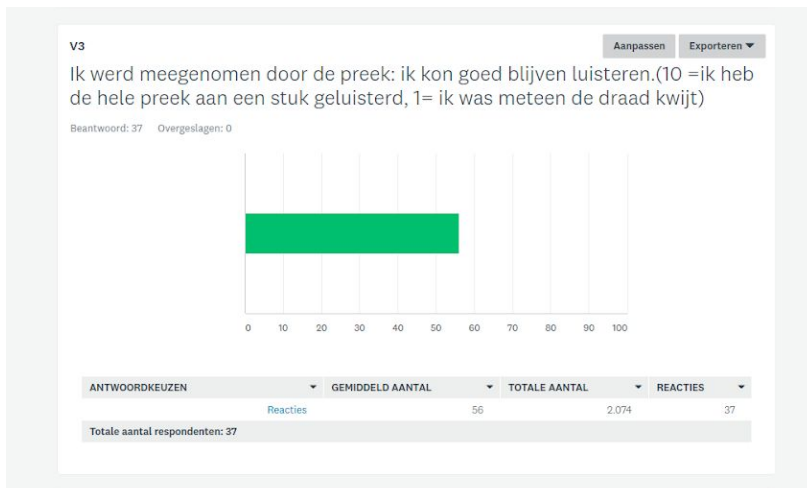 V3
Aanpassen
Exporteren
Ik werd meegenomen door de preek: ik kon goed blijven luisteren.(10 =ik heb
de hele preek aan een stuk geluisterd, 1= ik was meteen de draad kwijt)
Beantwoord: 37 Overgeslagen: 0
0 10 20 30 40 50 60 70 80 90 100
ANTWOORDKEUZEN GEMIDDELD AANTAL TOTALE AANTAL REACTIES
Reacties 56 2.074 37
Totale aantal respondenten: 37